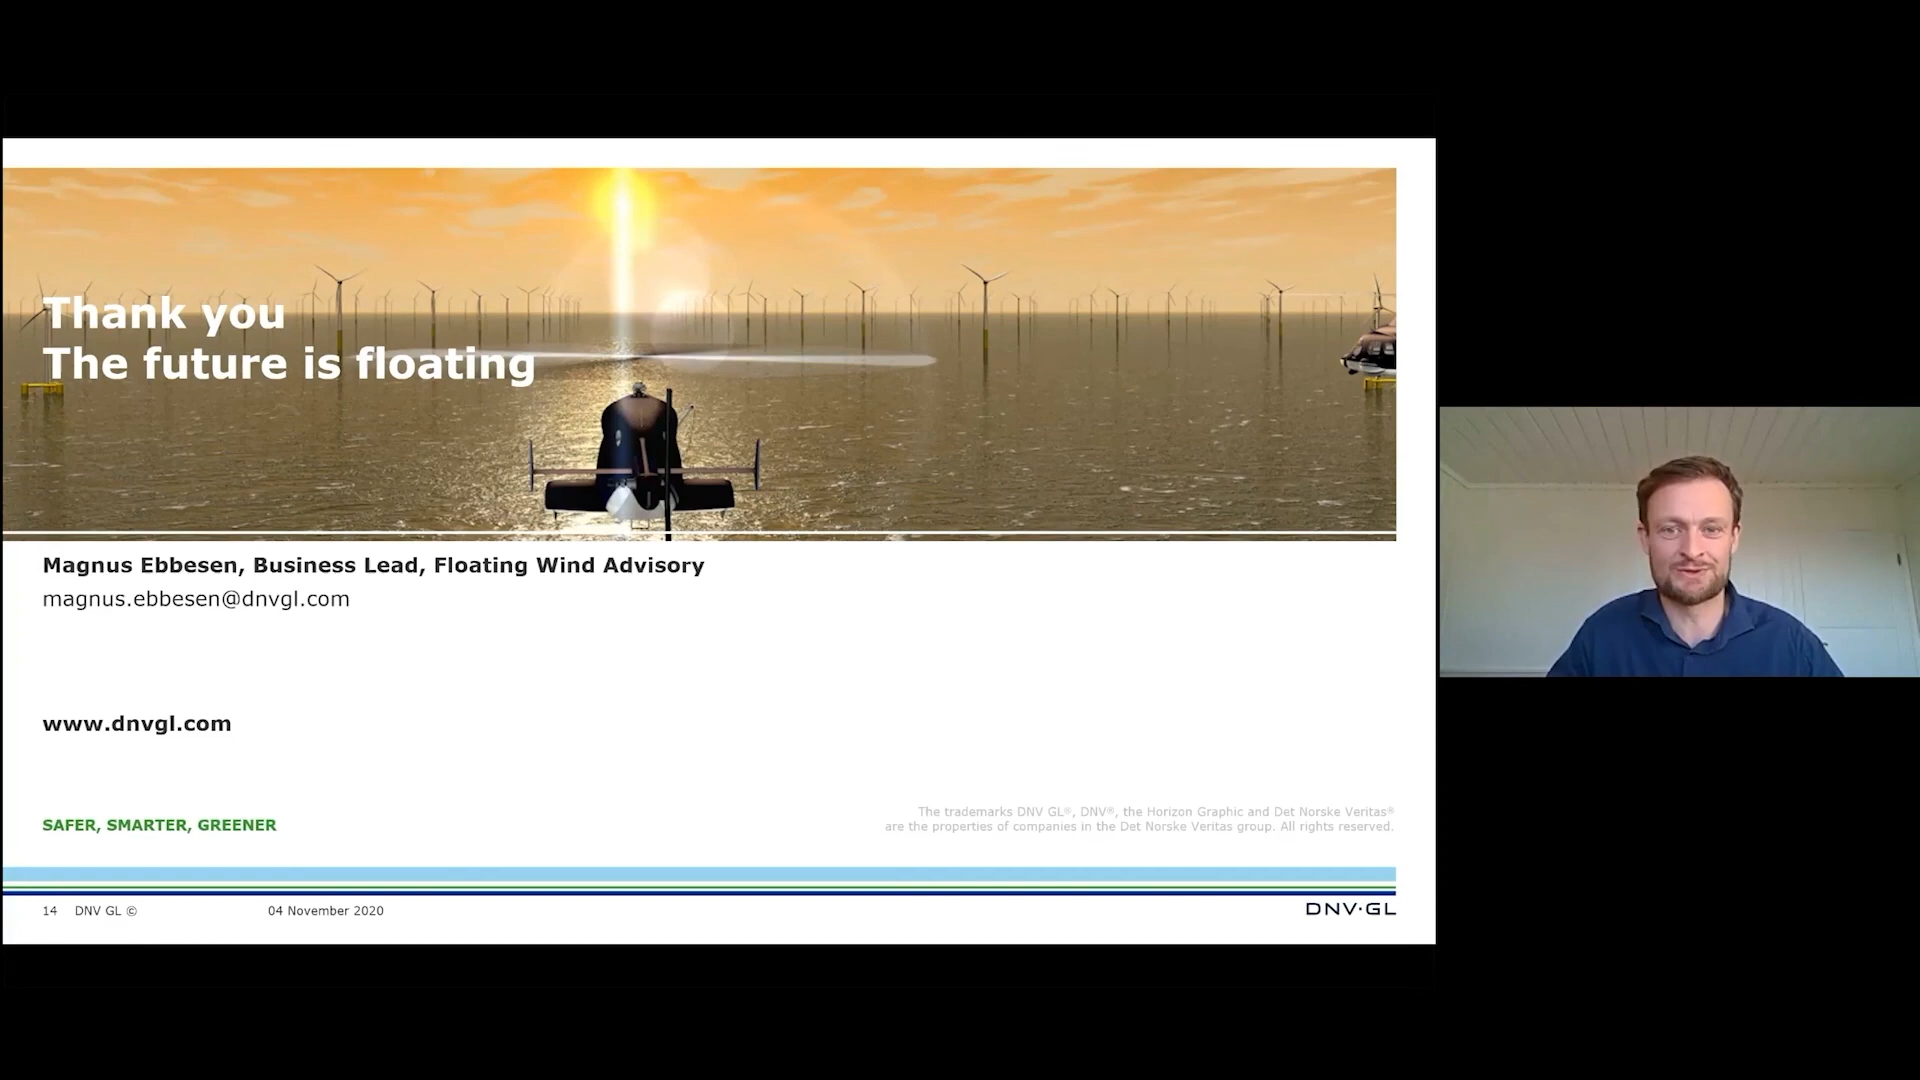 Thank you
The future is floating
Magnus Ebbesen, Business Lead, Floating Wind Advisory
magnus.ebbesen@dnvgl.com
www.dnvgl.com
SAFER, SMARTER, GREENER
The trademarks DNV GL®, DNV®, the Horizon Graphic and Det Norske Veritas®
are the properties of companies in the Det Norske Veritas group. All rights reserved.
14 DNV GL © 04 November 2020
DNV·GL